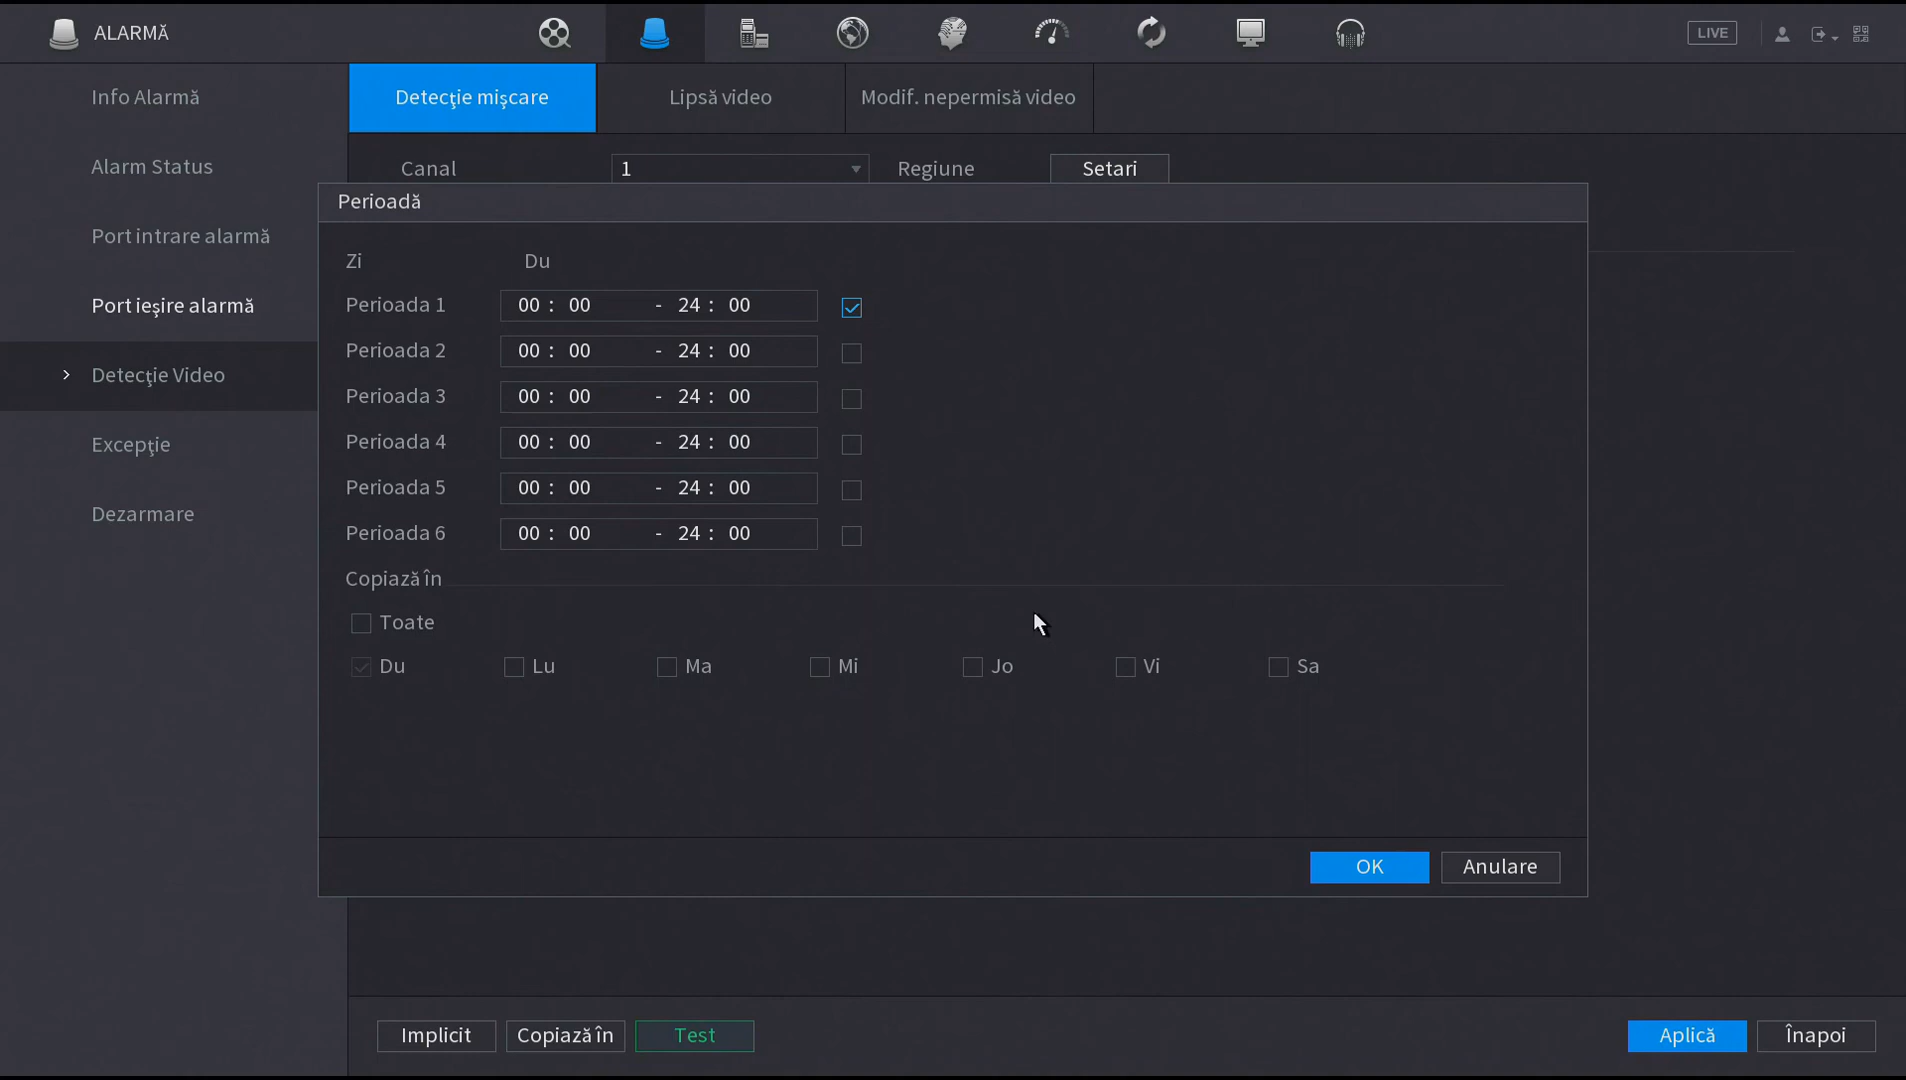 ALARMĂ
LIVE
Info Alarmă
Alarm Status
Port intrare alarmă
Port ieşire alarmă
Detecţie Video
Excepţie
Dezarmare
Detecţie mişcare
Lipsă video
Modif. nepermisă video
Canal 1 Regiune Setari
Perioadă
Zi Du
Perioada 1 00 : 00 - 24 : 00
Perioada 2 00 : 00 - 24 : 00
Perioada 3 00 : 00 - 24 : 00
Perioada 4 00 : 00 - 24 : 00
Perioada 5 00 : 00 - 24 : 00
Perioada 6 00 : 00 - 24 : 00
Copiază în
Toate
Du Lu Ma Mi Jo Vi Sa
OK Anulare
Implicit Copiază în Test Aplică Înapoi